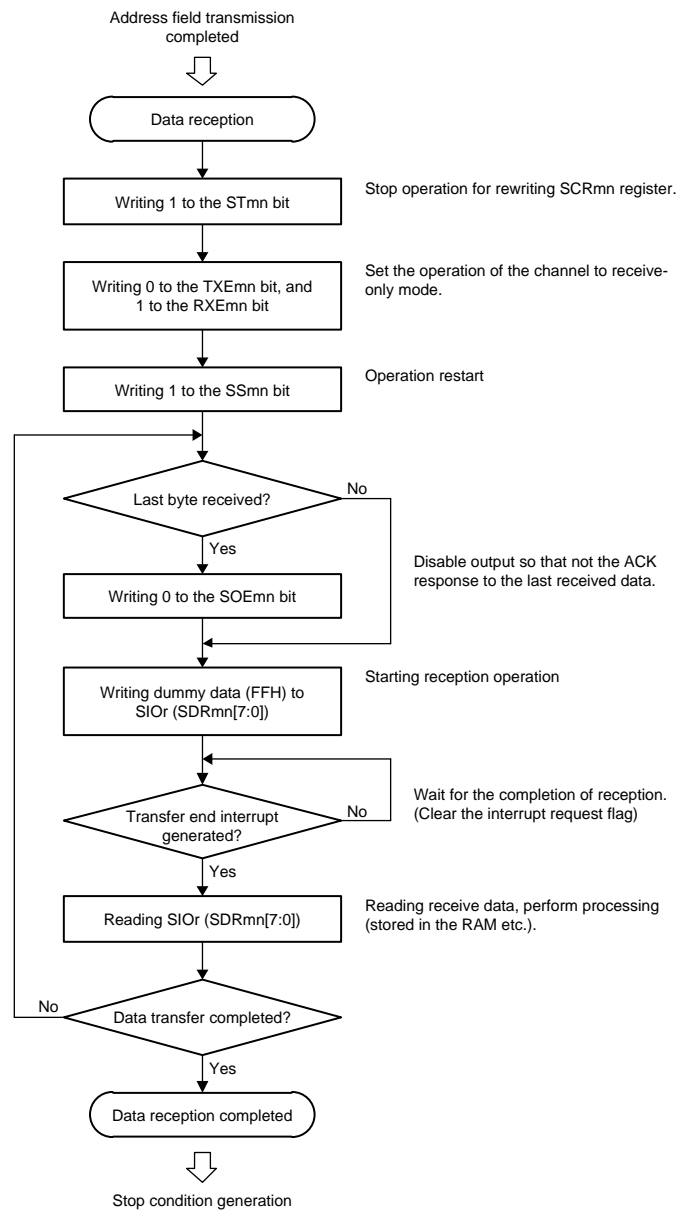 Address field transmission
completed
Data reception
Writing 1 to the STmn bit
Stop operation for rewriting SCRmn register.
Writing 0 to the TXEmn bit, and
1 to the RXEmn bit
Set the operation of the channel to receive-
only mode.
Writing 1 to the SSmn bit
Operation restart
Last byte received?
No
Yes
Disable output so that not the ACK
response to the last received data.
Writing 0 to the SOEmn bit
Writing dummy data (FFH) to
SIOr (SDRmn[7:0])
Starting reception operation
Transfer end interrupt
generated?
No
Wait for the completion of reception.
(Clear the interrupt request flag)
Yes
Reading SIOr (SDRmn[7:0])
Reading receive data, perform processing
(stored in the RAM etc.).
No
Data transfer completed?
Yes
Data reception completed
Stop condition generation